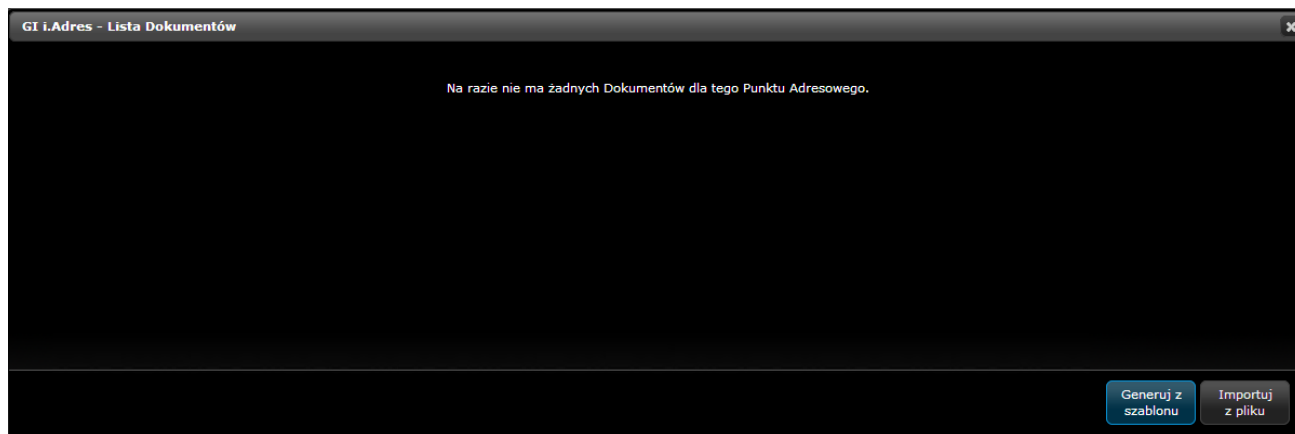 GI i.Adres - Lista Dokumentów
Na razie nie ma żadnych Dokumentów dla tego Punktu Adresowego.
Generuj z
szablonu
Importuj
z pliku